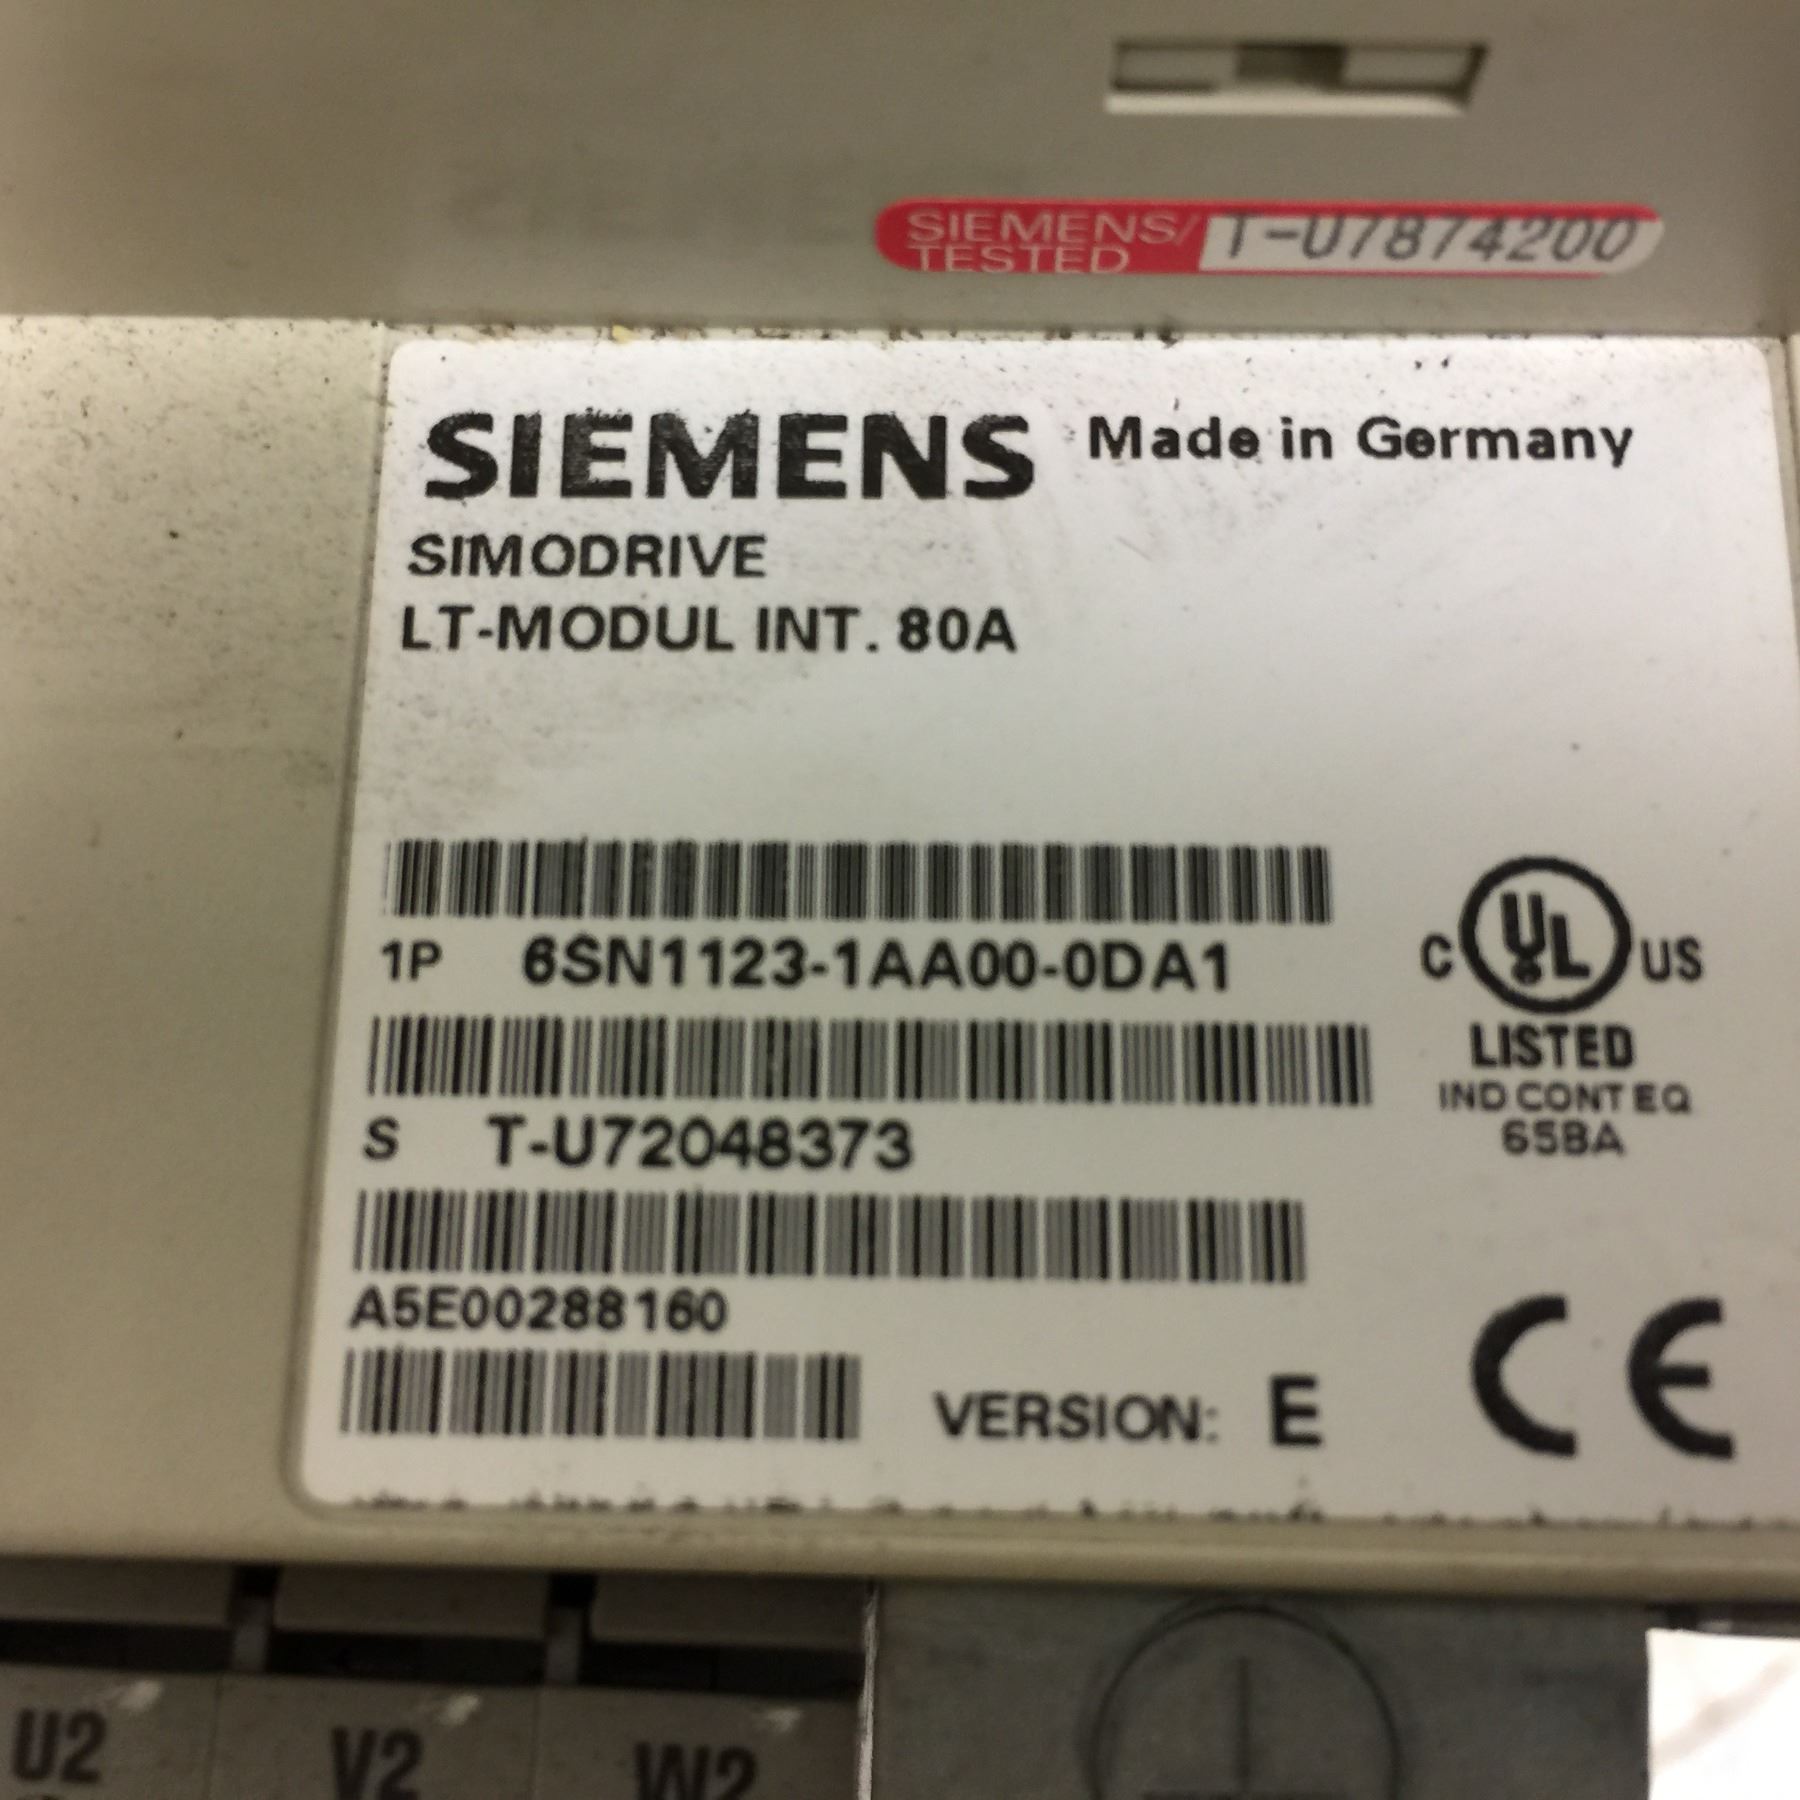 SIEMENS/ T-U7874200
TESTED
SIEMENS Made in Germany
SIMODRIVE
LT-MODUL INT. 80A
1P 6SN1123-1AA00-0DA1
C UL US
LISTED
IND CONT EQ
65BA
S T-U72048373
A5E00288160
VERSION: E
CE
U2 V2 W2